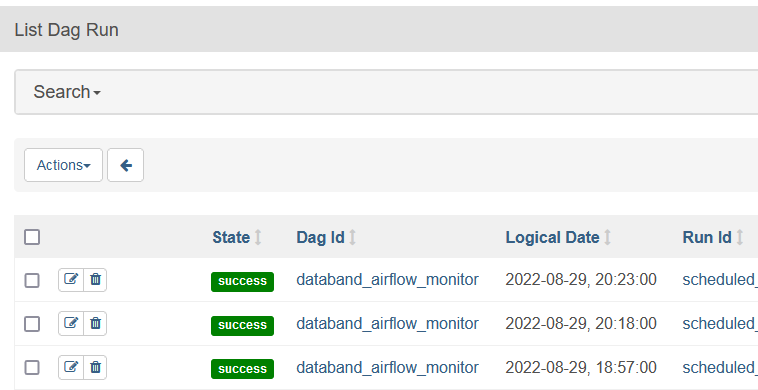 List Dag Run
Search
Actions
State Dag Id Logical Date Run Id
success databand_airflow_monitor 2022-08-29, 20:23:00 scheduled_
success databand_airflow_monitor 2022-08-29, 20:18:00 scheduled_
success databand_airflow_monitor 2022-08-29, 18:57:00 scheduled_